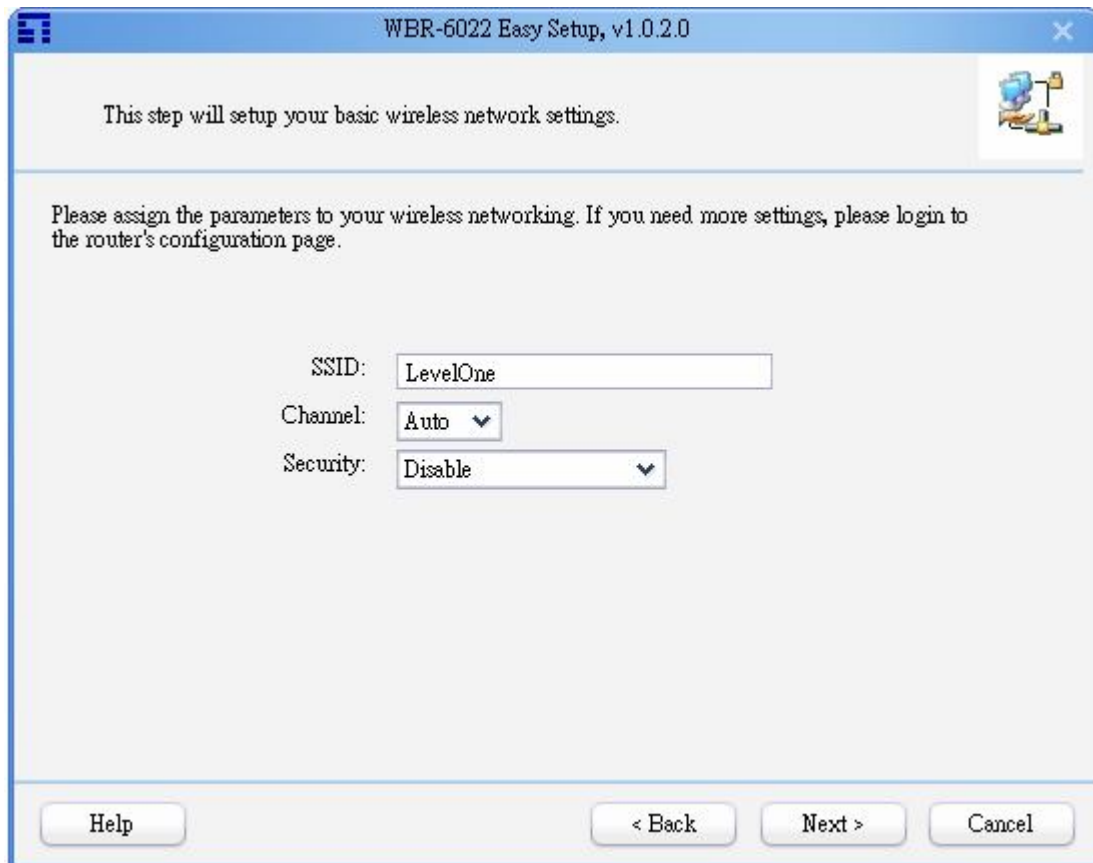 WBR-6022 Easy Setup, v1.0.2.0
This step will setup your basic wireless network settings.
Please assign the parameters to your wireless networking. If you need more settings, please login to
the router's configuration page.
SSID: LevelOne
Channel: Auto
Security: Disable
Help < Back Next > Cancel